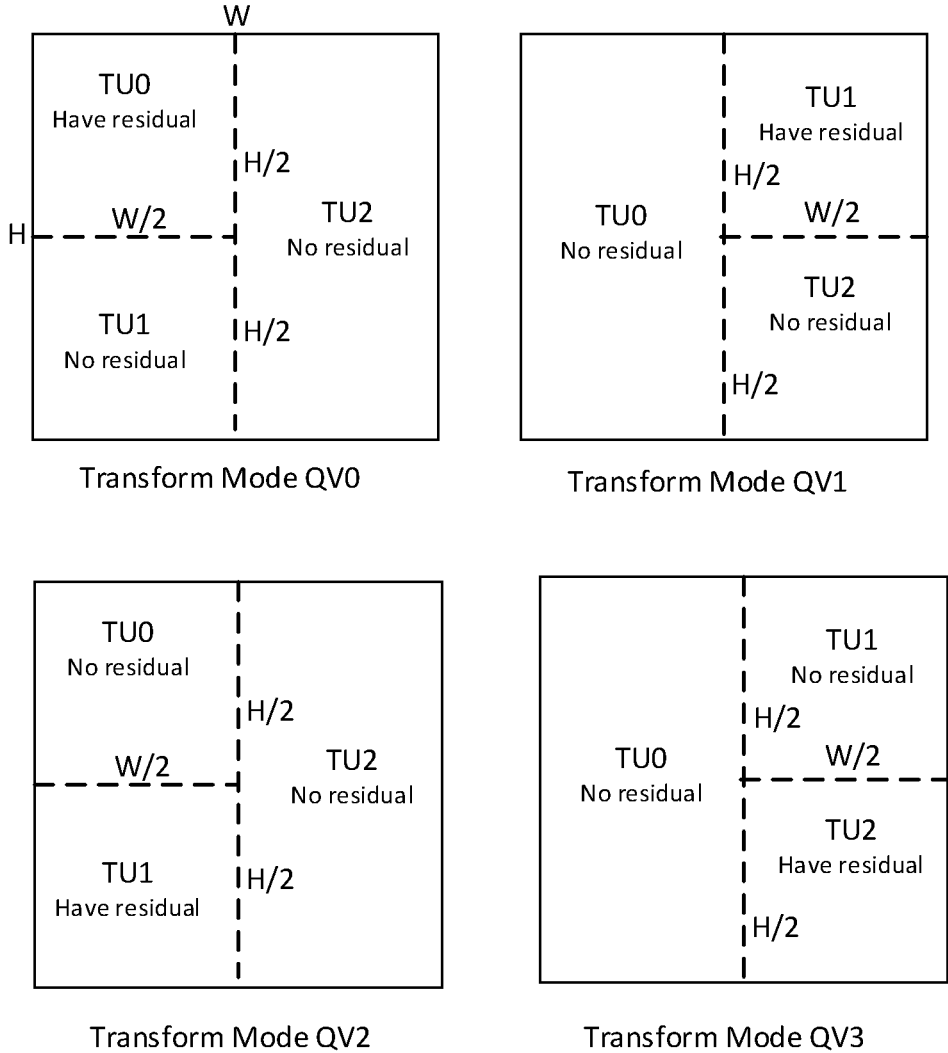 W
TU0
Have residual
H/2
W/2
H
TU2
No residual
TU1
No residual
H/2
Transform Mode QV0
TU1
Have residual
H/2
W/2
TU0
No residual
TU2
No residual
H/2
Transform Mode QV1
TU0
No residual
H/2
W/2
TU2
No residual
TU1
Have residual
H/2
Transform Mode QV2
TU1
No residual
H/2
W/2
TU0
No residual
TU2
Have residual
H/2
Transform Mode QV3